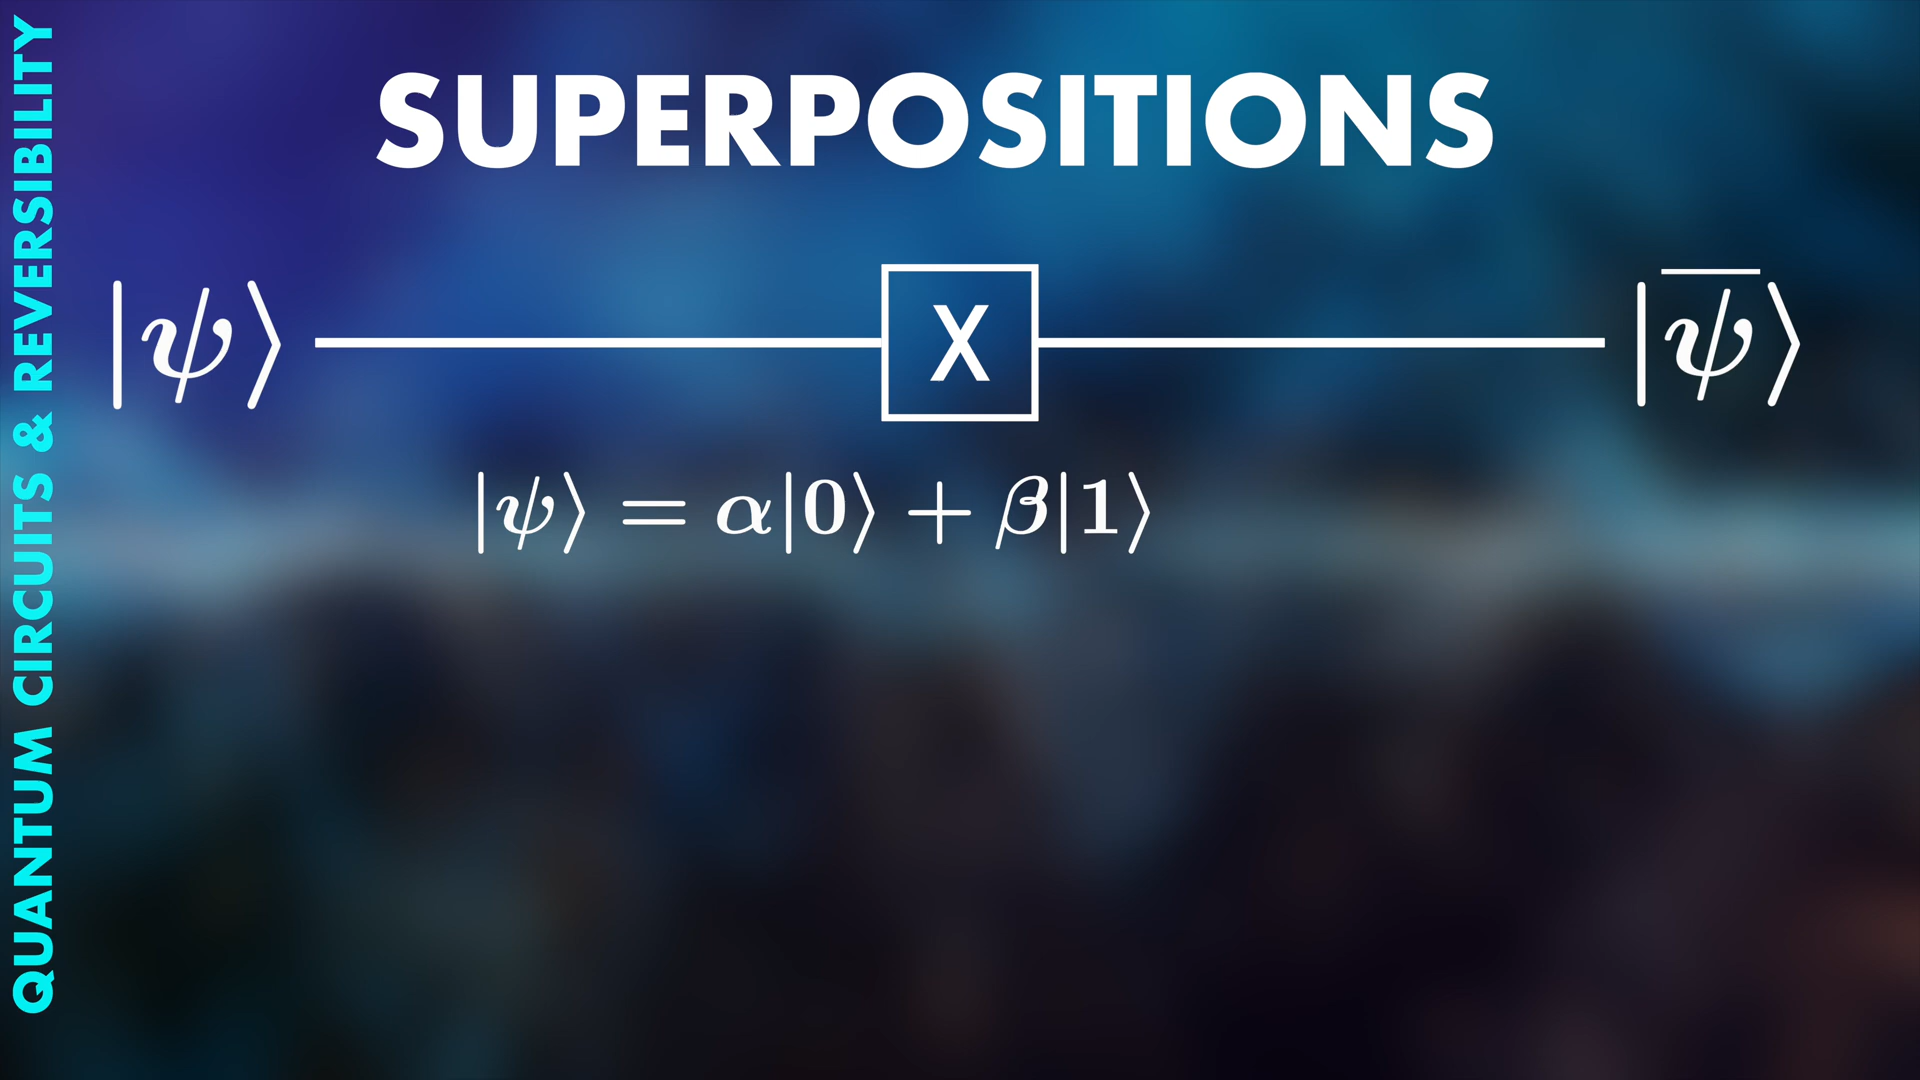 QUANTUM CIRCUITS & REVERSIBILITY
SUPERPOSITIONS
|ψ⟩ X |ψ̅⟩
|ψ⟩ = α|0⟩ + β|1⟩